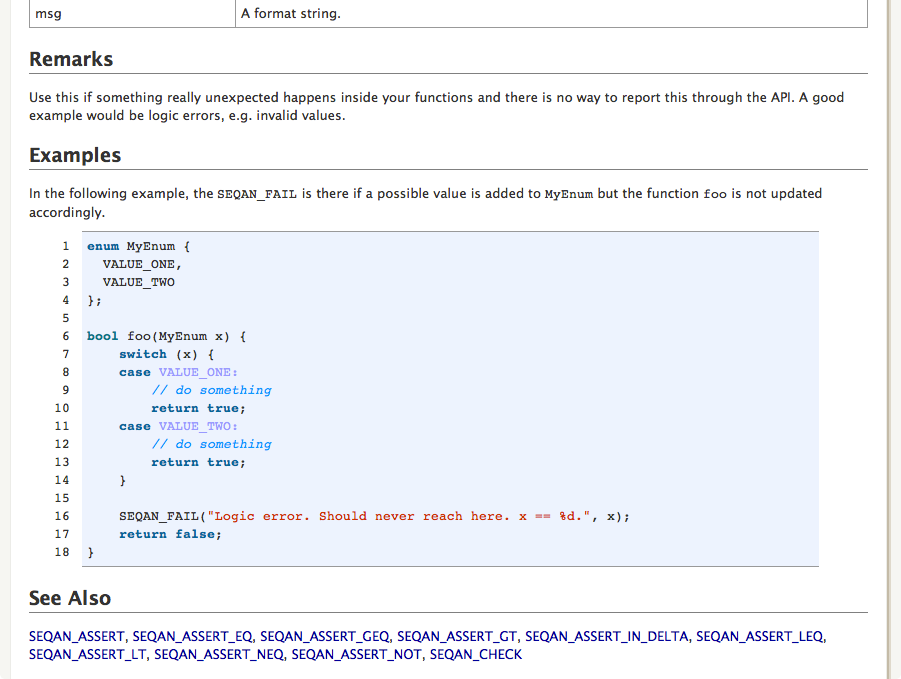 msg A format string.
Remarks
Use this if something really unexpected happens inside your functions and there is no way to report this through the API. A good
example would be logic errors, e.g. invalid values.
Examples
In the following example, the SEQAN_FAIL is there if a possible value is added to MyEnum but the function foo is not updated
accordingly.
1 enum MyEnum {
2   VALUE_ONE,
3   VALUE_TWO
4 };
5
6 bool foo(MyEnum x) {
7     switch (x) {
8     case VALUE_ONE:
9         // do something
10         return true;
11     case VALUE_TWO:
12         // do something
13         return true;
14     }
15
16     SEQAN_FAIL("Logic error. Should never reach here. x == %d.", x);
17     return false;
18 }
See Also
SEQAN_ASSERT, SEQAN_ASSERT_EQ, SEQAN_ASSERT_GEQ, SEQAN_ASSERT_GT, SEQAN_ASSERT_IN_DELTA, SEQAN_ASSERT_LEQ,
SEQAN_ASSERT_LT, SEQAN_ASSERT_NEQ, SEQAN_ASSERT_NOT, SEQAN_CHECK